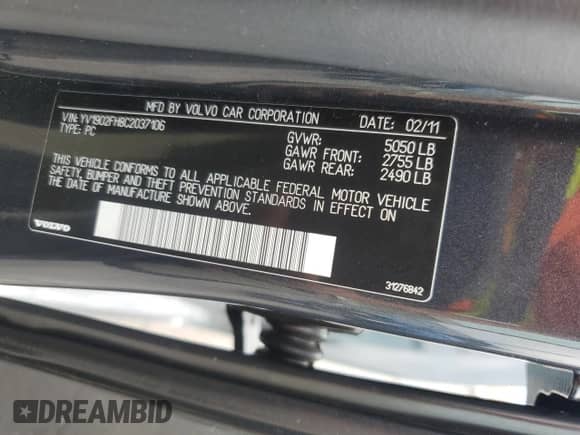 MFD BY VOLVO CAR CORPORATION DATE: 02/11
VIN: YV1902FH8C2037106
TYPE: PC
GVWR: 5050 LB
GAWR FRONT: 2755 LB
GAWR REAR: 2490 LB
THIS VEHICLE CONFORMS TO ALL APPLICABLE FEDERAL MOTOR VEHICLE
SAFETY, BUMPER AND THEFT PREVENTION STANDARDS IN EFFECT ON
THE DATE OF MANUFACTURE SHOWN ABOVE.
VOLVO
31276842
DREAMBID